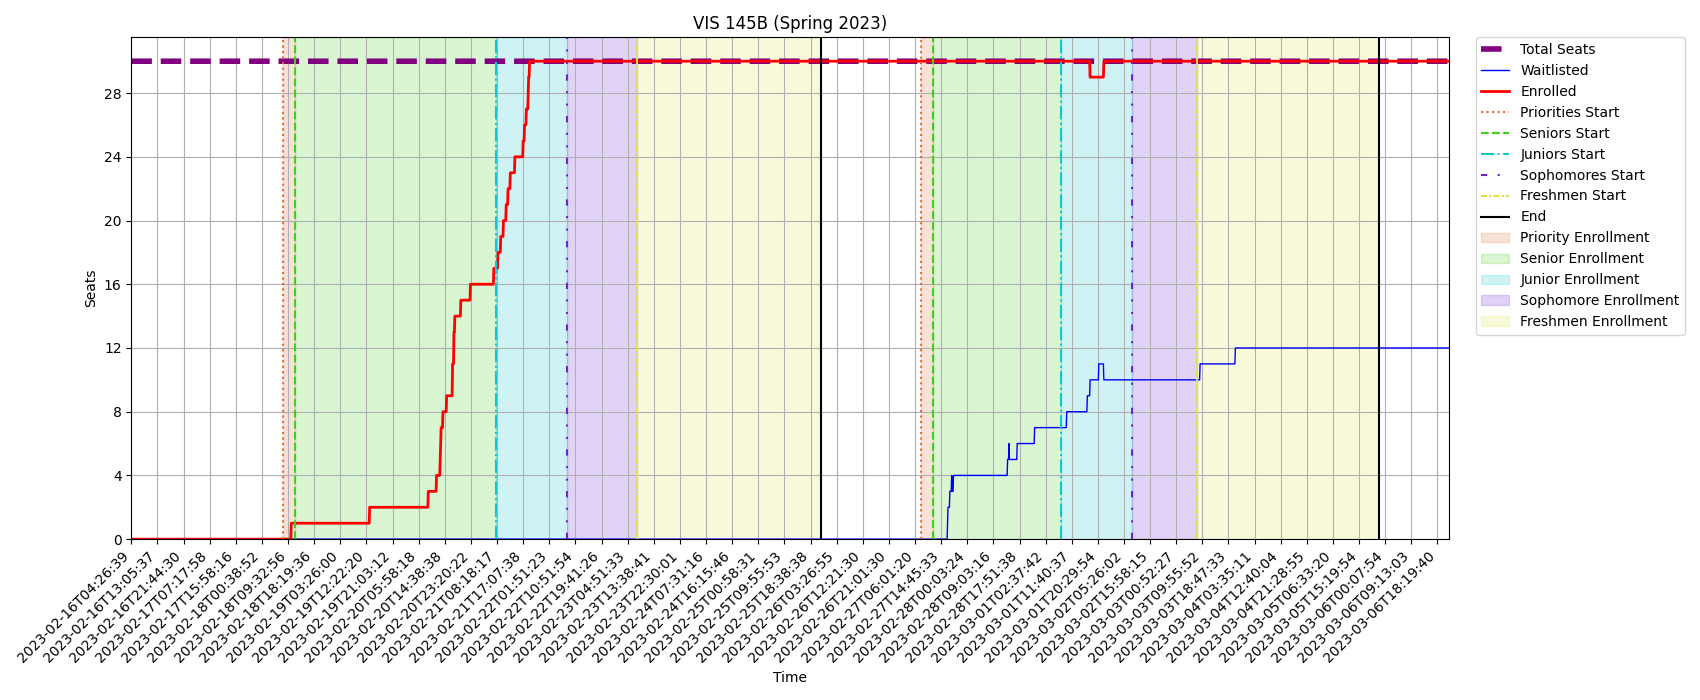 VIS 145B (Spring 2023)
Total Seats
Waitlisted
Enrolled
Priorities Start
Seniors Start
Juniors Start
Sophomores Start
Freshmen Start
End
Priority Enrollment
Senior Enrollment
Junior Enrollment
Sophomore Enrollment
Freshmen Enrollment
Seats
28
24
20
16
12
8
4
0
2023-02-16T04:26:39
2023-02-16T13:05:37
2023-02-16T21:44:30
2023-02-17T07:17:58
2023-02-17T15:58:16
2023-02-18T00:38:52
2023-02-18T09:32:56
2023-02-18T18:19:36
2023-02-19T03:26:00
2023-02-19T12:22:20
2023-02-19T21:03:12
2023-02-20T05:58:18
2023-02-20T14:38:38
2023-02-20T23:20:22
2023-02-21T08:18:17
2023-02-21T17:07:38
2023-02-22T01:51:23
2023-02-22T10:51:54
2023-02-22T19:41:26
2023-02-23T04:51:33
2023-02-23T13:38:41
2023-02-23T22:30:01
2023-02-24T07:31:16
2023-02-24T16:15:46
2023-02-25T00:58:31
2023-02-25T09:55:53
2023-02-25T18:38:38
2023-02-26T03:26:55
2023-02-26T12:21:30
2023-02-26T21:01:30
2023-02-27T06:01:20
2023-02-27T14:45:33
2023-02-28T00:03:24
2023-02-28T09:03:16
2023-02-28T17:51:38
2023-03-01T02:37:42
2023-03-01T11:40:37
2023-03-01T20:29:54
2023-03-02T05:26:02
2023-03-02T15:58:15
2023-03-03T00:52:27
2023-03-03T09:55:52
2023-03-03T18:47:33
2023-03-04T03:35:11
2023-03-04T12:40:04
2023-03-04T21:28:55
2023-03-05T06:33:20
2023-03-05T15:19:54
2023-03-06T00:07:54
2023-03-06T09:13:03
2023-03-06T18:19:40
Time